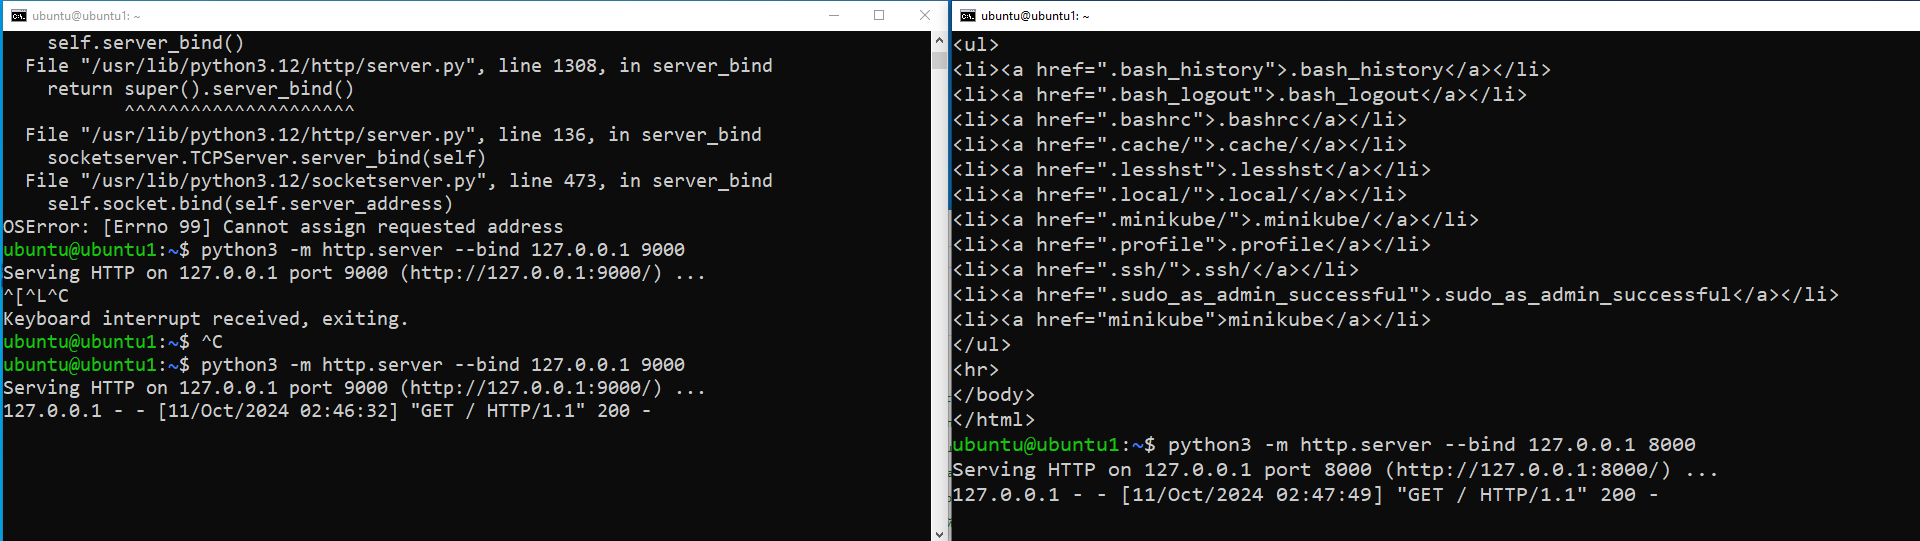 ubuntu@ubuntu1: ~
    self.server_bind()
  File "/usr/lib/python3.12/http/server.py", line 1308, in server_bind
    return super().server_bind()
           ^^^^^^^^^^^^^^^^^^^^^
  File "/usr/lib/python3.12/http/server.py", line 136, in server_bind
    socketserver.TCPServer.server_bind(self)
  File "/usr/lib/python3.12/socketserver.py", line 473, in server_bind
    self.socket.bind(self.server_address)
OSError: [Errno 99] Cannot assign requested address
ubuntu@ubuntu1:~$ python3 -m http.server --bind 127.0.0.1 9000
Serving HTTP on 127.0.0.1 port 9000 (http://127.0.0.1:9000/) ...
^[^L^C
Keyboard interrupt received, exiting.
ubuntu@ubuntu1:~$ ^C
ubuntu@ubuntu1:~$ python3 -m http.server --bind 127.0.0.1 9000
Serving HTTP on 127.0.0.1 port 9000 (http://127.0.0.1:9000/) ...
127.0.0.1 - - [11/Oct/2024 02:46:32] "GET / HTTP/1.1" 200 -
ubuntu@ubuntu1: ~
<ul>
<li><a href=".bash_history">.bash_history</a></li>
<li><a href=".bash_logout">.bash_logout</a></li>
<li><a href=".bashrc">.bashrc</a></li>
<li><a href=".cache/">.cache/</a></li>
<li><a href=".lesshst">.lesshst</a></li>
<li><a href=".local/">.local/</a></li>
<li><a href=".minikube/">.minikube/</a></li>
<li><a href=".profile">.profile</a></li>
<li><a href=".ssh/">.ssh/</a></li>
<li><a href=".sudo_as_admin_successful">.sudo_as_admin_successful</a></li>
<li><a href="minikube">minikube</a></li>
</ul>
<hr>
</body>
</html>
ubuntu@ubuntu1:~$ python3 -m http.server --bind 127.0.0.1 8000
Serving HTTP on 127.0.0.1 port 8000 (http://127.0.0.1:8000/) ...
127.0.0.1 - - [11/Oct/2024 02:47:49] "GET / HTTP/1.1" 200 -